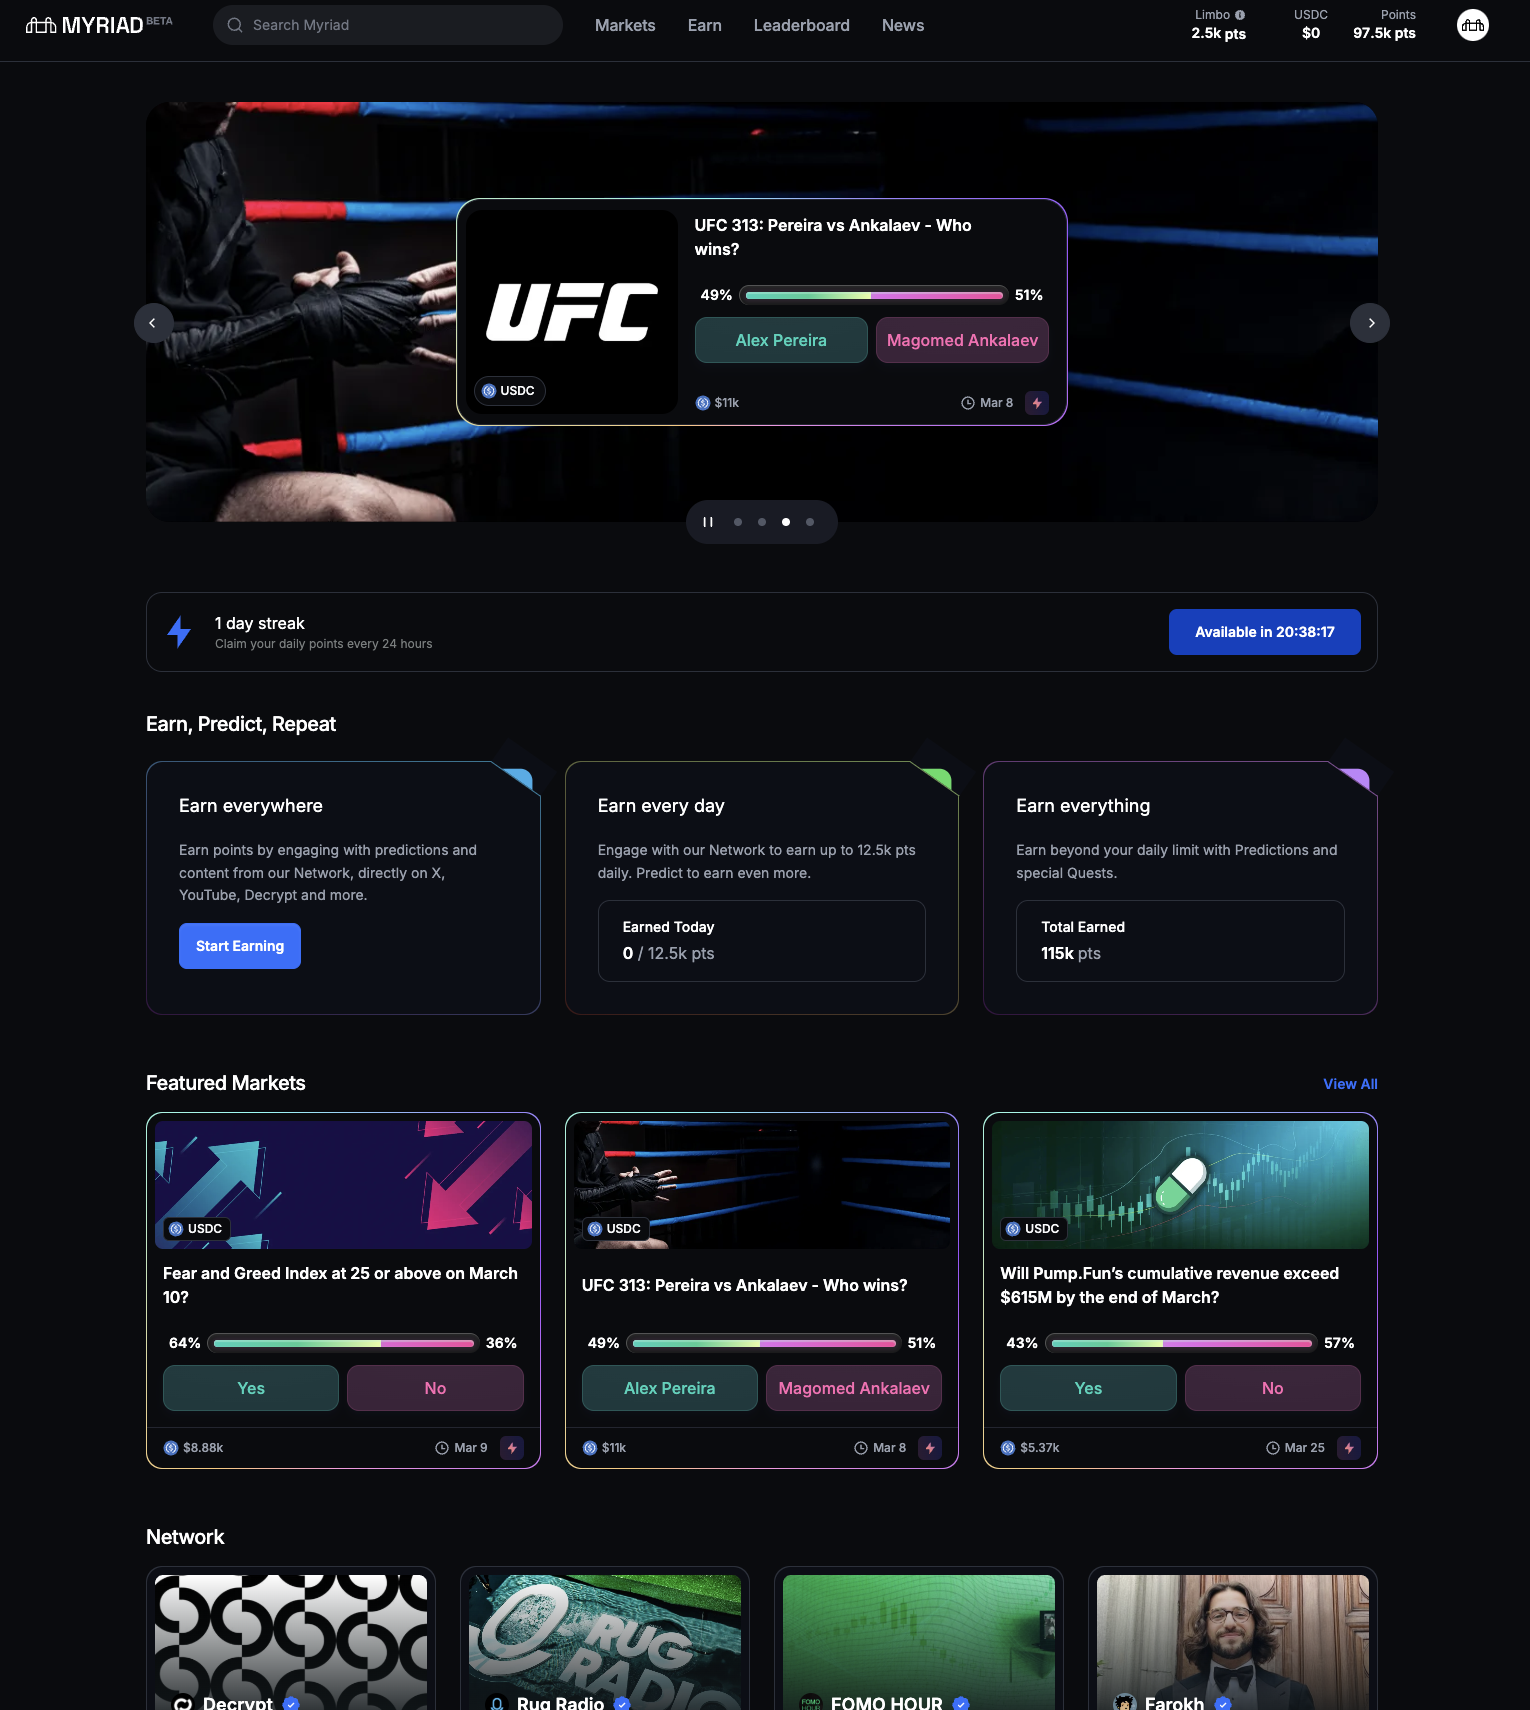 MYRIAD BETA
Search Myriad
Markets
Earn
Leaderboard
News
Limbo
2.5k pts
USDC
$0
Points
97.5k pts
UFC
USDC
UFC 313: Pereira vs Ankalaev - Who
wins?
49%
51%
Alex Pereira
Magomed Ankalaev
$11k
Mar 8
1 day streak
Claim your daily points every 24 hours
Available in 20:38:17
Earn, Predict, Repeat
Earn everywhere
Earn points by engaging with predictions and
content from our Network, directly on X,
YouTube, Decrypt and more.
Start Earning
Earn every day
Engage with our Network to earn up to 12.5k pts
daily. Predict to earn even more.
Earned Today
0 / 12.5k pts
Earn everything
Earn beyond your daily limit with Predictions and
special Quests.
Total Earned
115k pts
Featured Markets
View All
USDC
Fear and Greed Index at 25 or above on March
10?
64%
36%
Yes
No
$8.88k
Mar 9
USDC
UFC 313: Pereira vs Ankalaev - Who wins?
49%
51%
Alex Pereira
Magomed Ankalaev
$11k
Mar 8
USDC
Will Pump.Fun’s cumulative revenue exceed
$615M by the end of March?
43%
57%
Yes
No
$5.37k
Mar 25
Network
Decrypt
RUG
RADIO
Rug Radio
FOMO
HOUR
FOMO HOUR
Farokh